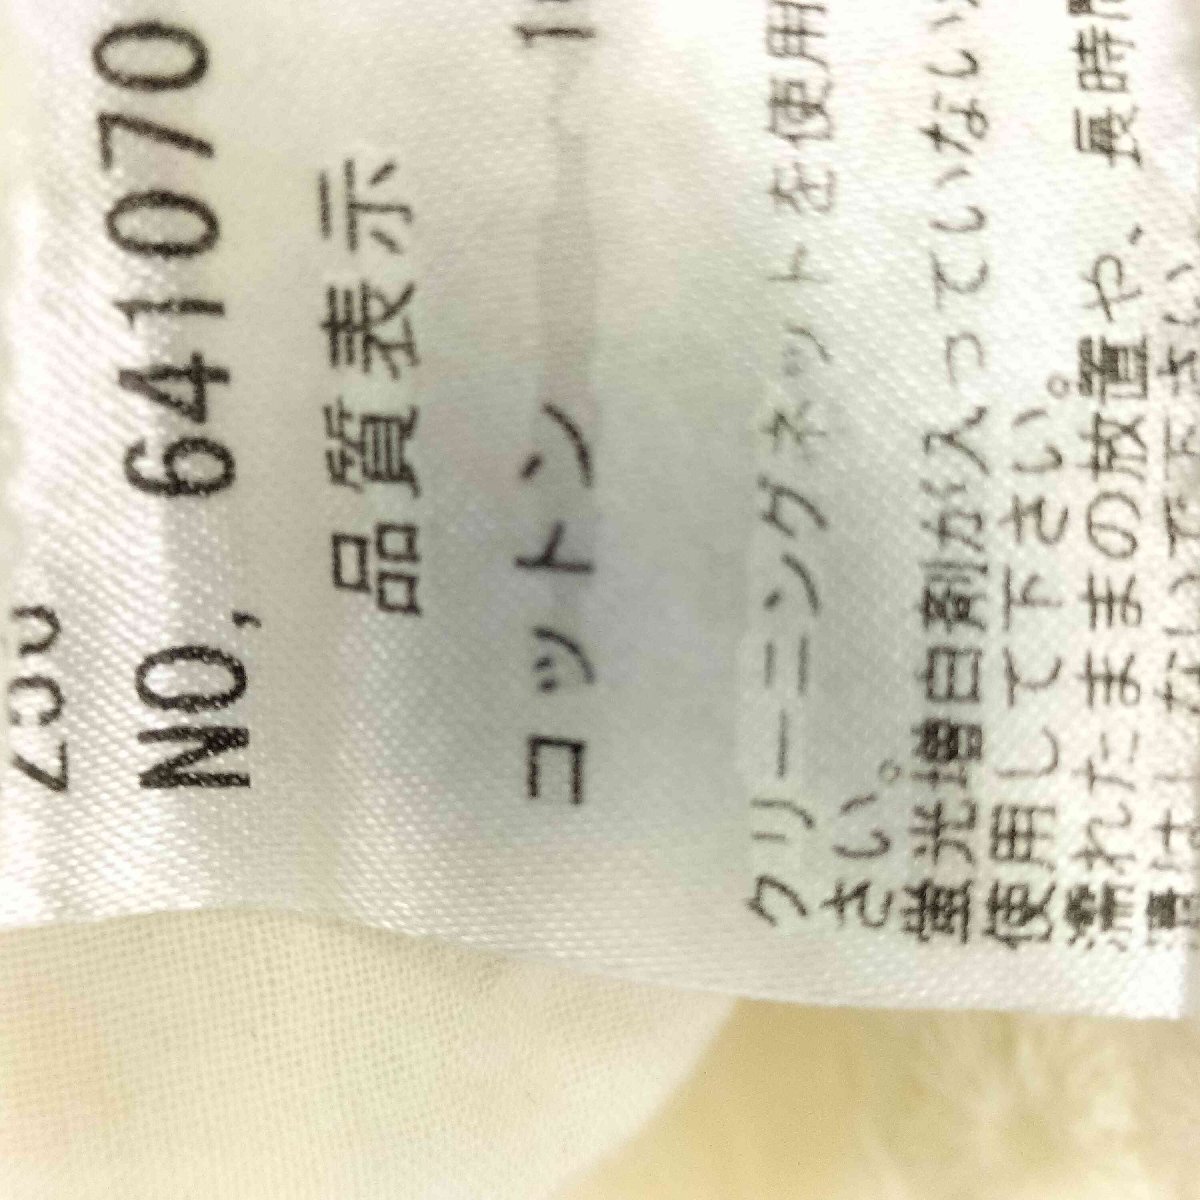 NO, 641070
品質表示
コットン
クリーニングネットを使用
さい。
蛍光増白剤が入っていない
使用して下さい。
濡れたままの放置や、長時